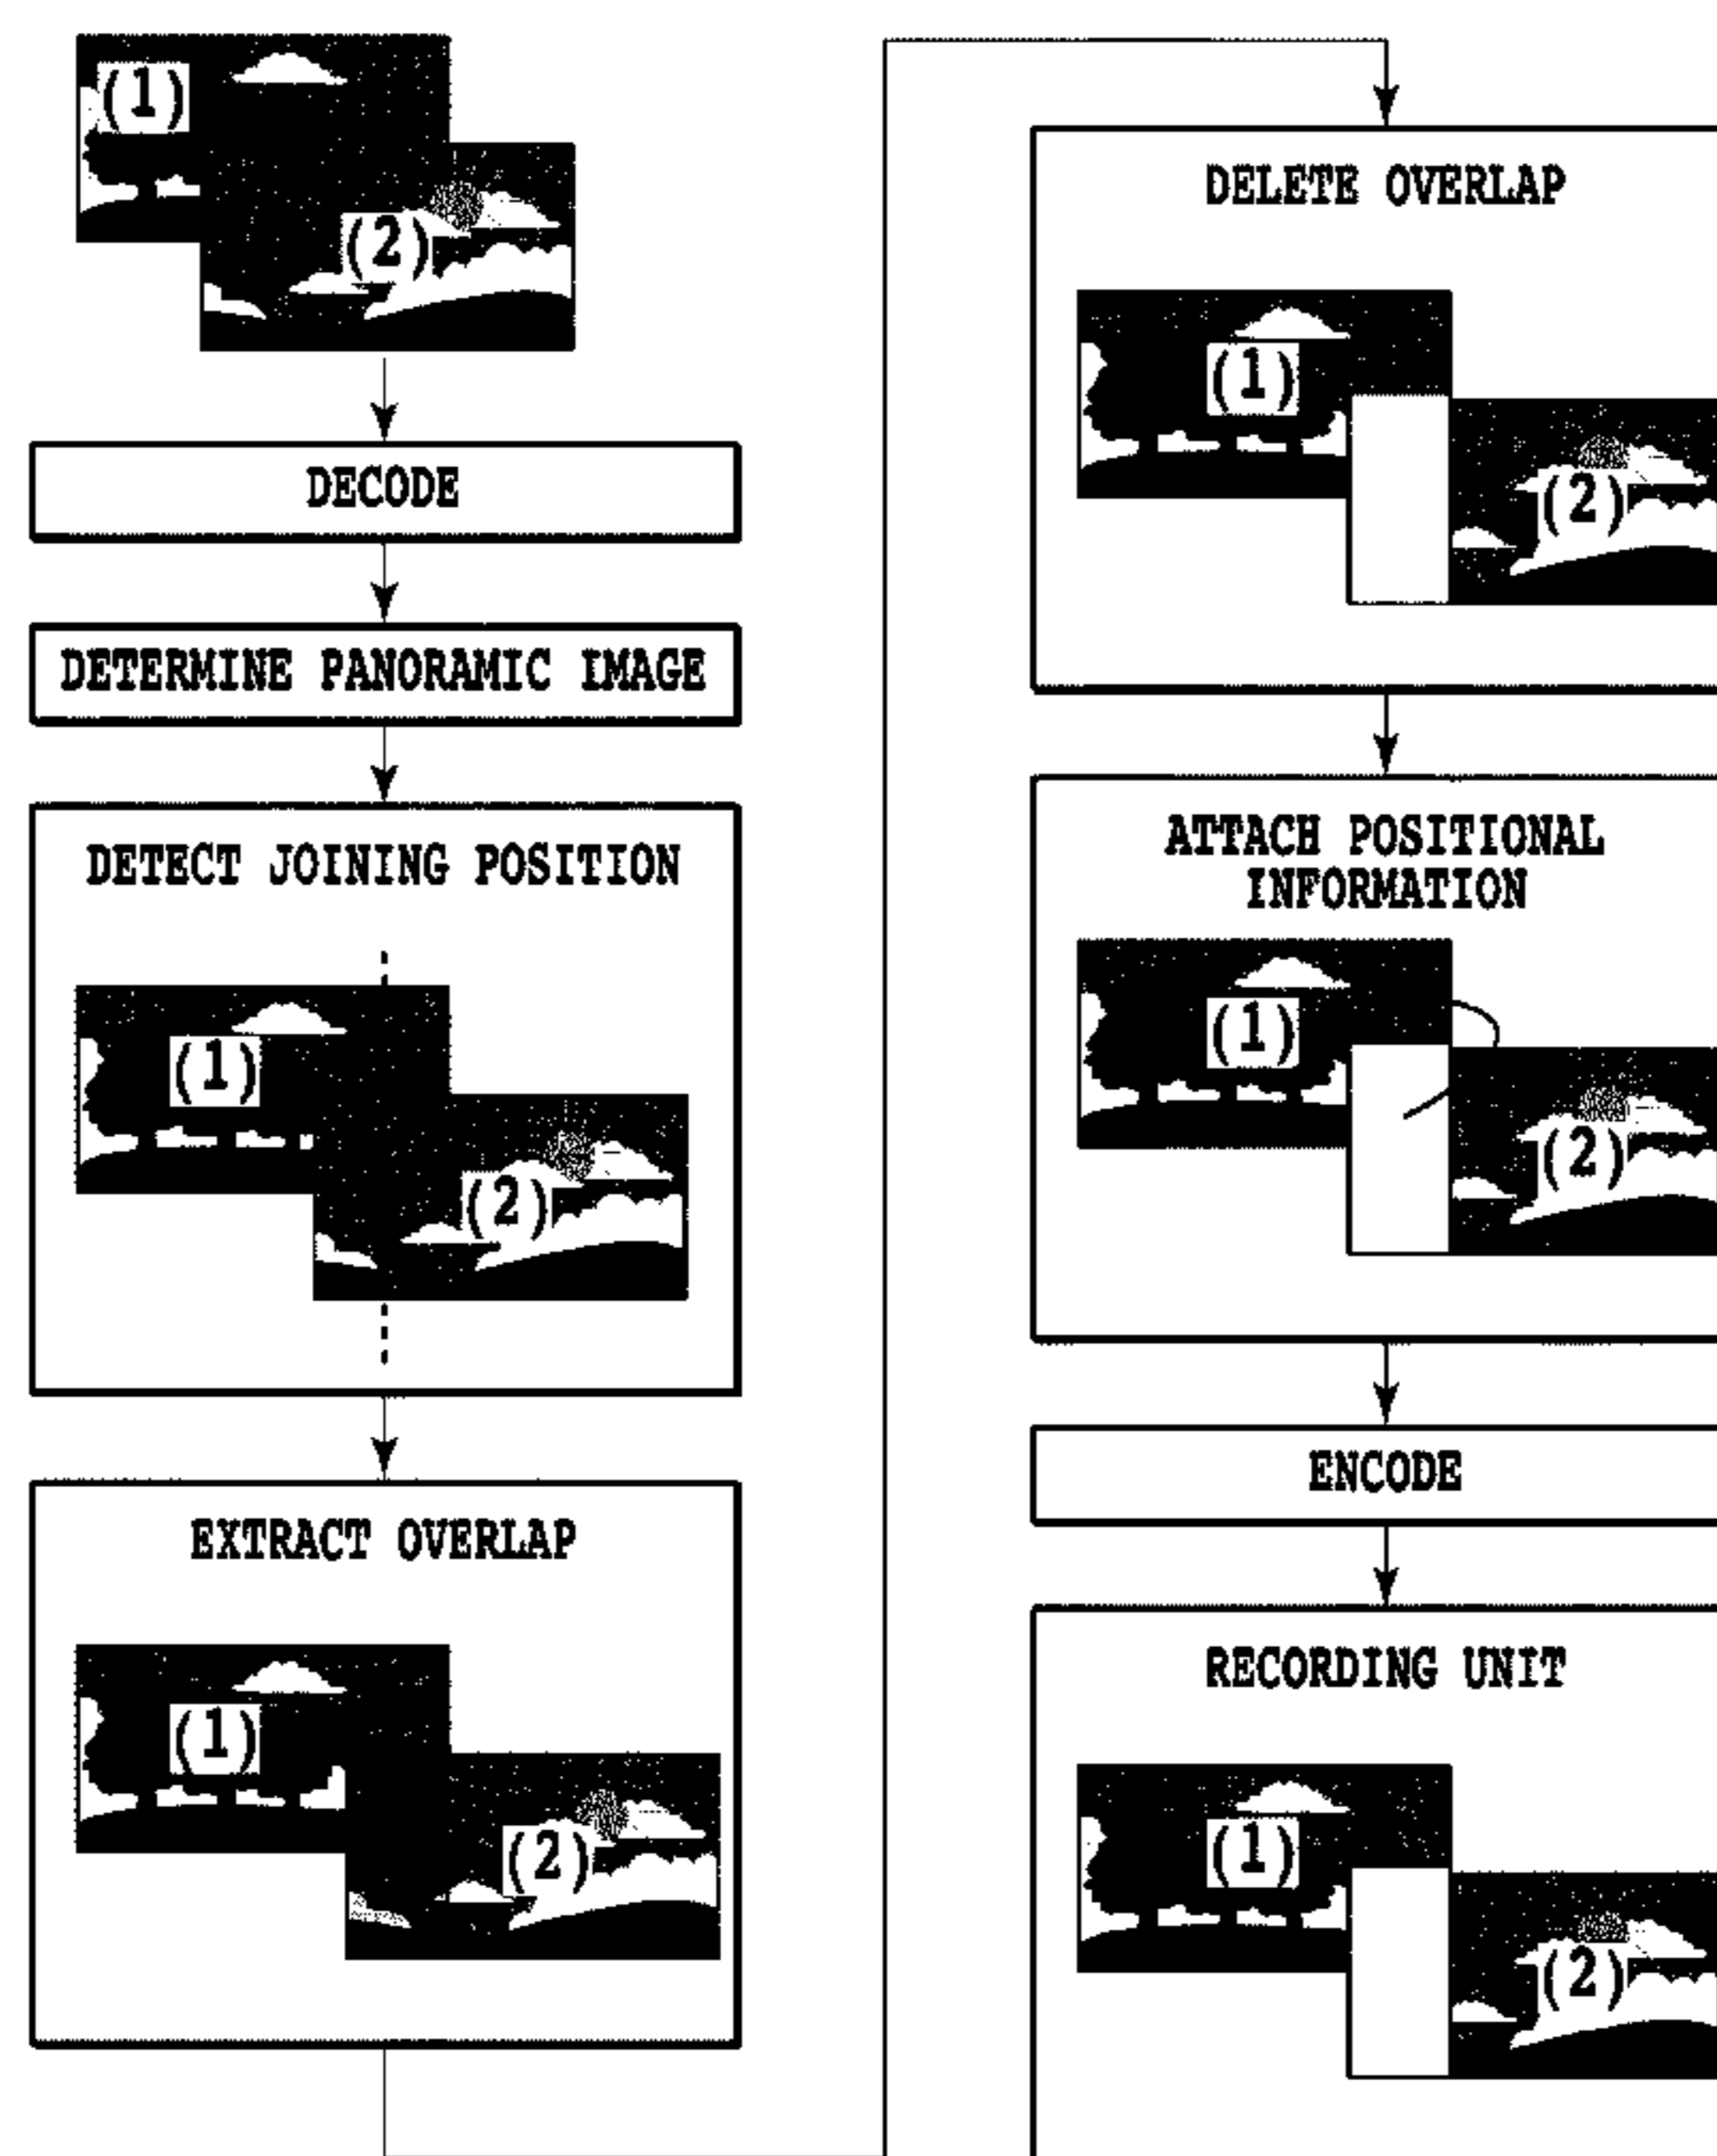 (1)
(2)
DECODE
DETERMINE PANORAMIC IMAGE
DETECT JOINING POSITION
(1)
(2)
EXTRACT OVERLAP
(1)
(2)
DELETE OVERLAP
(1)
(2)
ATTACH POSITIONAL
INFORMATION
(1)
(2)
ENCODE
RECORDING UNIT
(1)
(2)